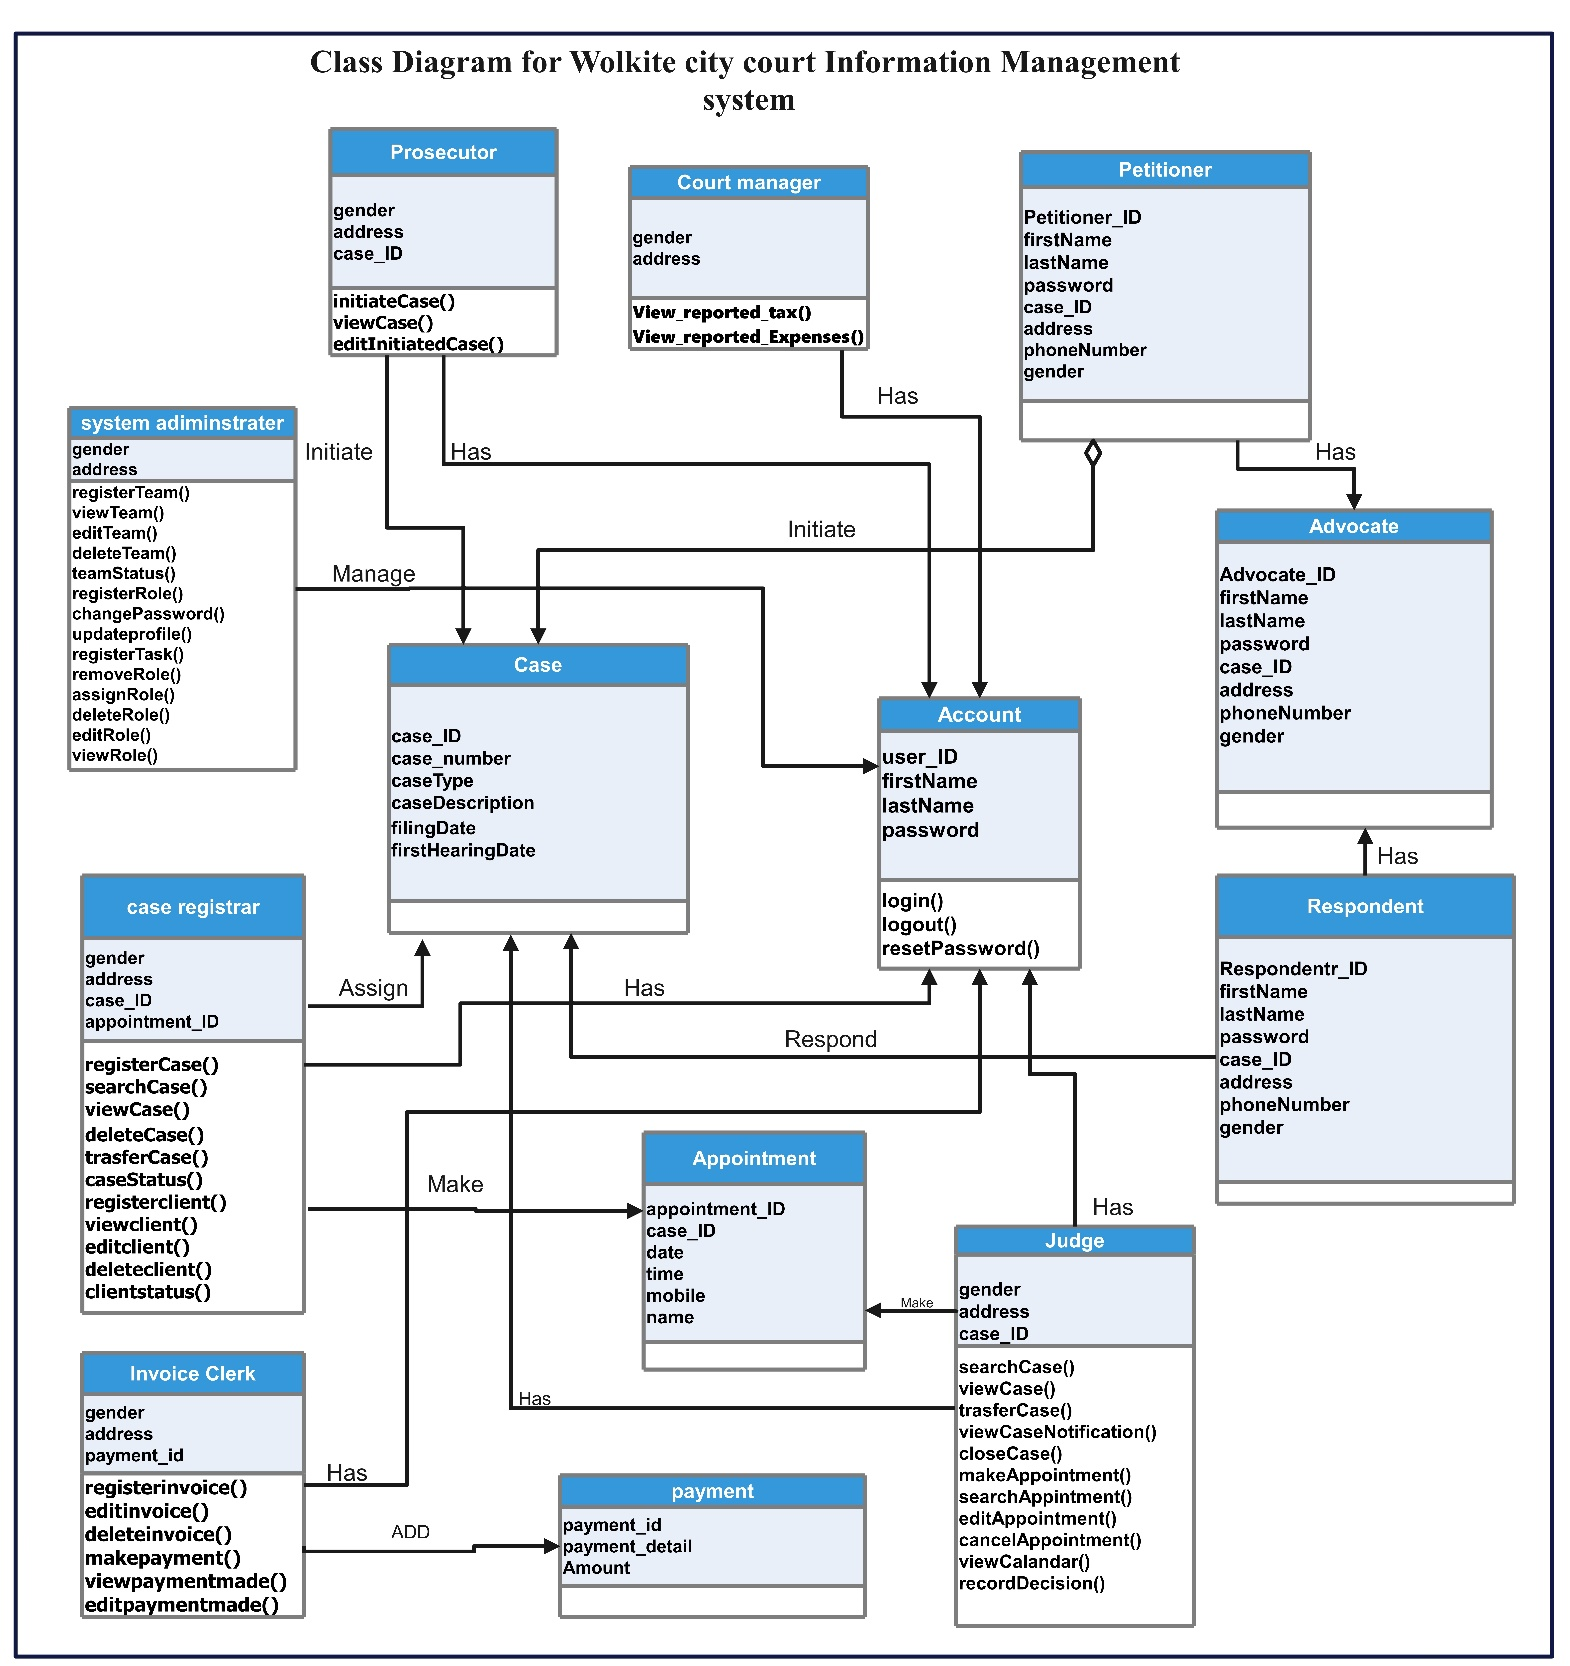 Class Diagram for Wolkite city court Information Management
system
Prosecutor
gender
address
case_ID
initiateCase()
viewCase()
editInitiatedCase()
Court manager
gender
address
View_reported_tax()
View_reported_Expenses()
Petitioner
Petitioner_ID
firstName
lastName
password
case_ID
address
phoneNumber
gender
Has
Initiate
Has
Has
system adiminstrater
gender
address
registerTeam()
viewTeam()
editTeam()
deleteTeam()
teamStatus()
registerRole()
changePassword()
updateprofile()
registerTask()
removeRole()
assignRole()
deleteRole()
editRole()
viewRole()
Initiate
Manage
Advocate
Advocate_ID
firstName
lastName
password
case_ID
address
phoneNumber
gender
Case
case_ID
case_number
caseType
caseDescription
filingDate
firstHearingDate
Account
user_ID
firstName
lastName
password
login()
logout()
resetPassword()
Has
case registrar
gender
address
case_ID
appointment_ID
registerCase()
searchCase()
viewCase()
deleteCase()
trasferCase()
caseStatus()
registerclient()
viewclient()
editclient()
deleteclient()
clientstatus()
Assign
Has
Respond
Respondent
Respondentr_ID
firstName
lastName
password
case_ID
address
phoneNumber
gender
Make
Appointment
appointment_ID
case_ID
date
time
mobile
name
Has
Judge
gender
address
case_ID
searchCase()
viewCase()
trasferCase()
viewCaseNotification()
closeCase()
makeAppointment()
searchAppintment()
editAppointment()
cancelAppointment()
viewCalandar()
recordDecision()
Make
Has
Invoice Clerk
gender
address
payment_id
registerinvoice()
editinvoice()
deleteinvoice()
makepayment()
viewpaymentmade()
editpaymentmade()
Has
ADD
payment
payment_id
payment_detail
Amount